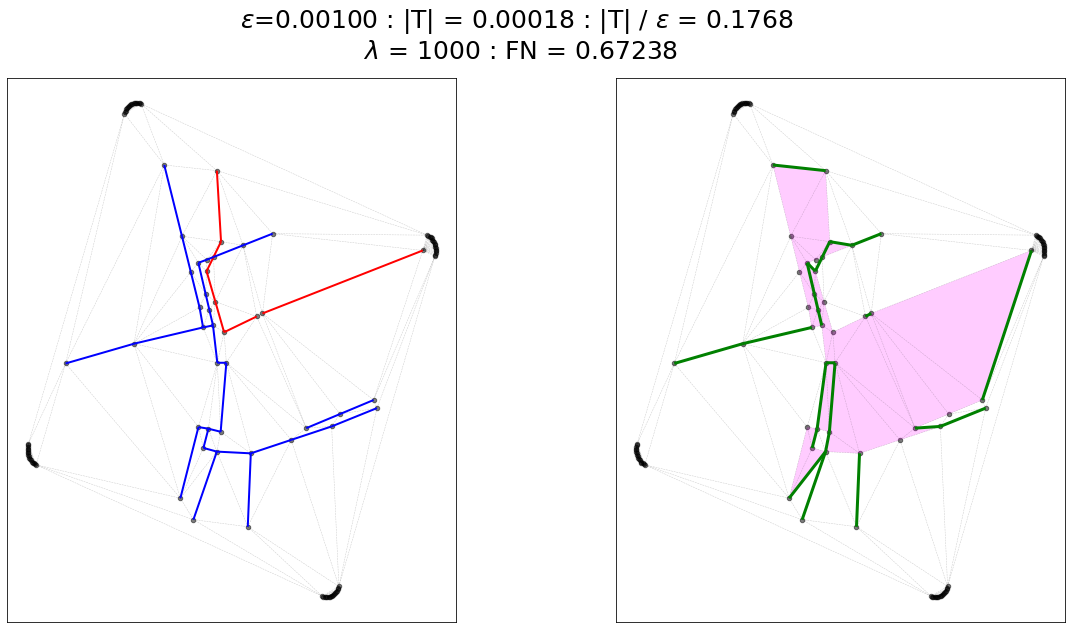 ε=0.00100 : |T| = 0.00018 : |T| / ε = 0.1768
λ = 1000 : FN = 0.67238